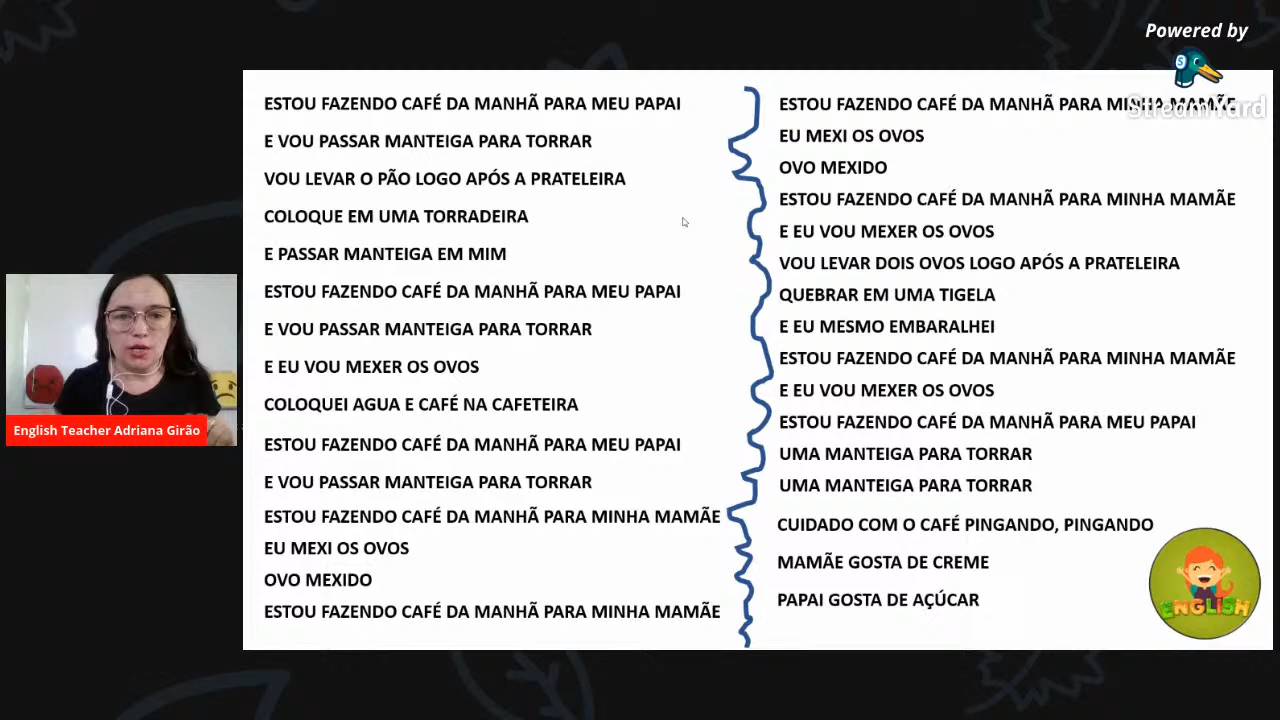 Powered by
StreamYard
ESTOU FAZENDO CAFÉ DA MANHÃ PARA MEU PAPAI
E VOU PASSAR MANTEIGA PARA TORRAR
VOU LEVAR O PÃO LOGO APÓS A PRATELEIRA
COLOQUE EM UMA TORRADEIRA
E PASSAR MANTEIGA EM MIM
ESTOU FAZENDO CAFÉ DA MANHÃ PARA MEU PAPAI
E VOU PASSAR MANTEIGA PARA TORRAR
E EU VOU MEXER OS OVOS
COLOQUEI AGUA E CAFÉ NA CAFETEIRA
ESTOU FAZENDO CAFÉ DA MANHÃ PARA MEU PAPAI
E VOU PASSAR MANTEIGA PARA TORRAR
ESTOU FAZENDO CAFÉ DA MANHÃ PARA MINHA MAMÃE
EU MEXI OS OVOS
OVO MEXIDO
ESTOU FAZENDO CAFÉ DA MANHÃ PARA MINHA MAMÃE
ESTOU FAZENDO CAFÉ DA MANHÃ PARA MINHA MAMÃE
EU MEXI OS OVOS
OVO MEXIDO
ESTOU FAZENDO CAFÉ DA MANHÃ PARA MINHA MAMÃE
E EU VOU MEXER OS OVOS
VOU LEVAR DOIS OVOS LOGO APÓS A PRATELEIRA
QUEBRAR EM UMA TIGELA
E EU MESMO EMBARALHEI
ESTOU FAZENDO CAFÉ DA MANHÃ PARA MINHA MAMÃE
E EU VOU MEXER OS OVOS
ESTOU FAZENDO CAFÉ DA MANHÃ PARA MEU PAPAI
UMA MANTEIGA PARA TORRAR
UMA MANTEIGA PARA TORRAR
CUIDADO COM O CAFÉ PINGANDO, PINGANDO
MAMÃE GOSTA DE CREME
PAPAI GOSTA DE AÇÚCAR
ENGLISH
English Teacher Adriana Girão